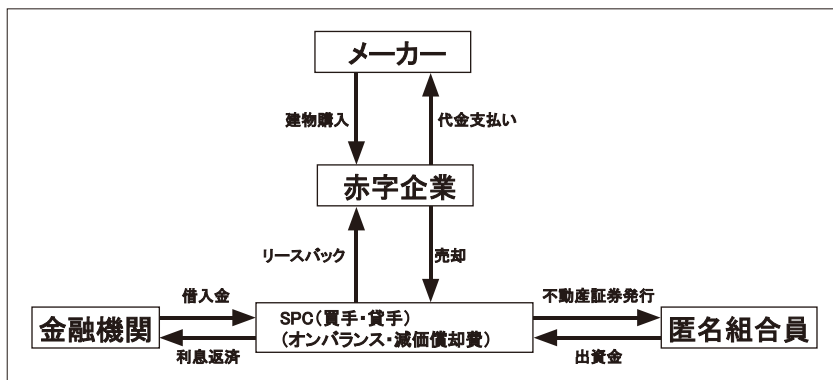 メーカー
建物購入
代金支払い
赤字企業
リースバック
売却
借入金
不動産証券発行
金融機関
SPC(買手・貸手)
(オンバランス・減価償却費)
匿名組合員
利息返済
出資金